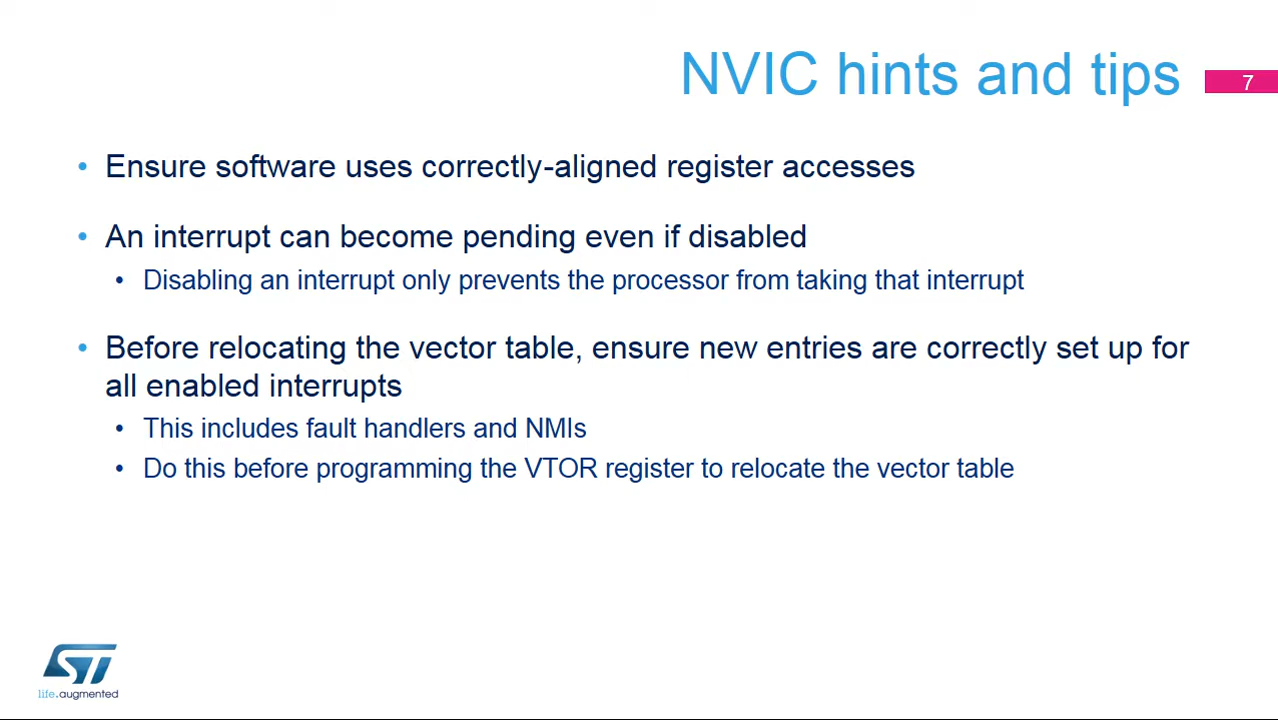 NVIC hints and tips
7
• Ensure software uses correctly-aligned register accesses
• An interrupt can become pending even if disabled
• Disabling an interrupt only prevents the processor from taking that interrupt
• Before relocating the vector table, ensure new entries are correctly set up for
all enabled interrupts
• This includes fault handlers and NMIs
• Do this before programming the VTOR register to relocate the vector table
ST
life.augmented